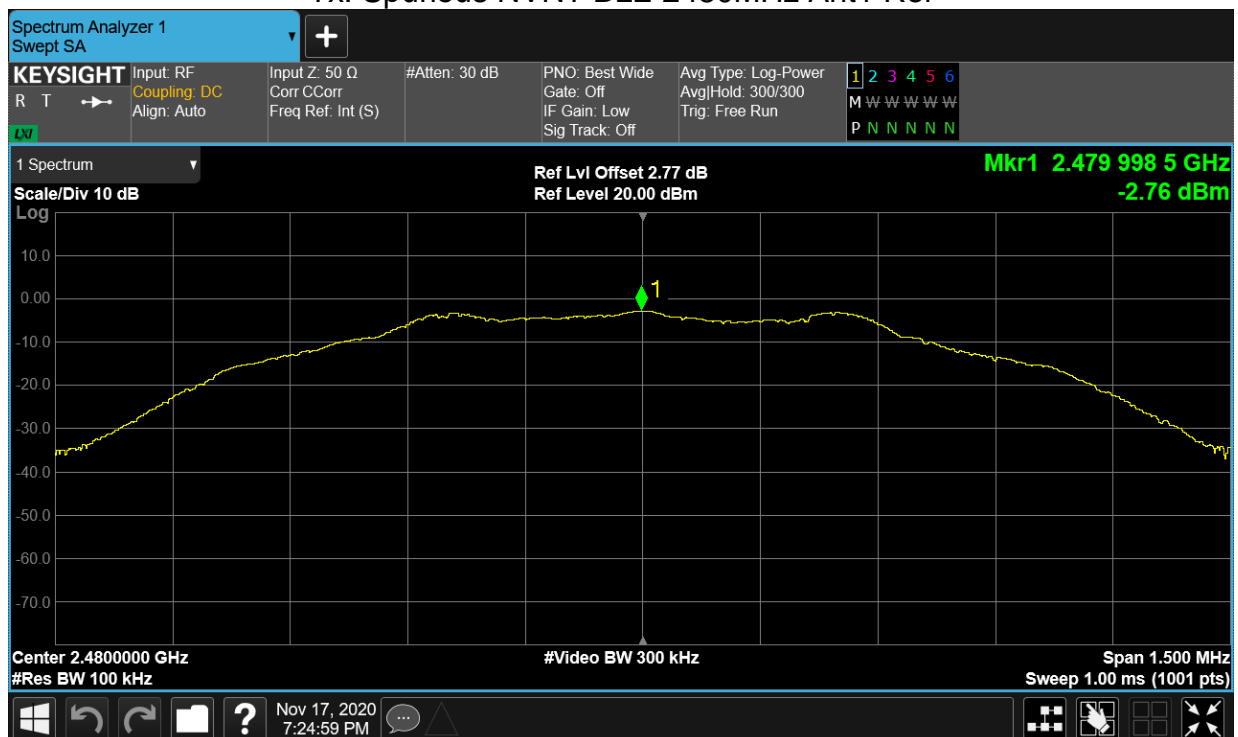 Spectrum Analyzer 1
Swept SA
KEYSIGHT
R T
LXI
Input: RF
Coupling: DC
Align: Auto
Input Z: 50 Ω
Corr CCorr
Freq Ref: Int (S)
#Atten: 30 dB
PNO: Best Wide
Gate: Off
IF Gain: Low
Sig Track: Off
Avg Type: Log-Power
Avg|Hold: 300/300
Trig: Free Run
1 2 3 4 5 6
M W W W W W
P N N N N N
1 Spectrum
Scale/Div 10 dB
Log
Ref Lvl Offset 2.77 dB
Ref Level 20.00 dBm
Mkr1 2.479 998 5 GHz
-2.76 dBm
10.0
0.00
1
-10.0
-20.0
-30.0
-40.0
-50.0
-60.0
-70.0
Center 2.4800000 GHz
#Res BW 100 kHz
#Video BW 300 kHz
Span 1.500 MHz
Sweep 1.00 ms (1001 pts)
?
Nov 17, 2020
7:24:59 PM